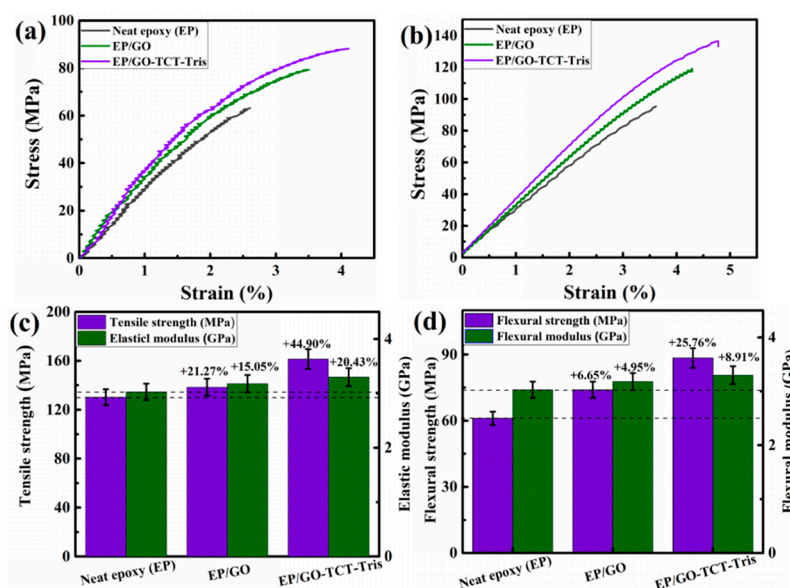 (a)
Neat epoxy (EP)
EP/GO
EP/GO-TCT-Tris
100
80
60
40
20
0
Stress (MPa)
0 1 2 3 4
Strain (%)
(b)
Neat epoxy (EP)
EP/GO
EP/GO-TCT-Tris
140
120
100
80
60
40
20
0
Stress (MPa)
0 1 2 3 4 5
Strain (%)
(c)
Tensile strength (MPa)
Elasticl modulus (GPa)
200
160
120
80
40
0
Tensile strength (MPa)
+21.27%
+15.05%
+44.90%
+20.43%
4
2
0
Elastic modulus (GPa)
Neat epoxy (EP)
EP/GO
EP/GO-TCT-Tris
(d)
Flexural strength (MPa)
Flexural modulus (GPa)
90
60
30
0
Flexural strength (MPa)
+6.65%
+4.95%
+25.76%
+8.91%
4
2
0
Flexural modulus (GPa)
Neat epoxy (EP)
EP/GO
EP/GO-TCT-Tris